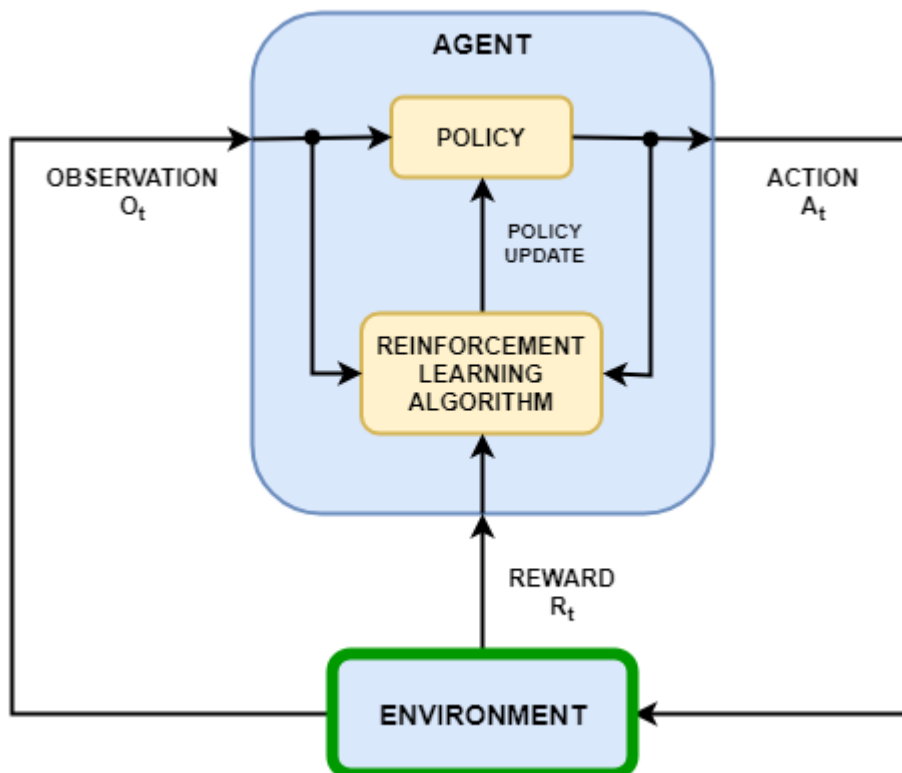 AGENT
POLICY
OBSERVATION
Oₜ
ACTION
Aₜ
POLICY
UPDATE
REINFORCEMENT
LEARNING
ALGORITHM
REWARD
Rₜ
ENVIRONMENT